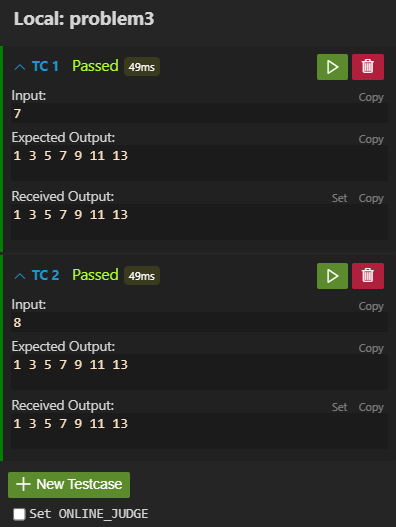 Local: problem3
TC 1 Passed 49ms
Input: Copy
7
Expected Output: Copy
1 3 5 7 9 11 13
Received Output: Set Copy
1 3 5 7 9 11 13
TC 2 Passed 49ms
Input: Copy
8
Expected Output: Copy
1 3 5 7 9 11 13
Received Output: Set Copy
1 3 5 7 9 11 13
New Testcase
Set ONLINE_JUDGE